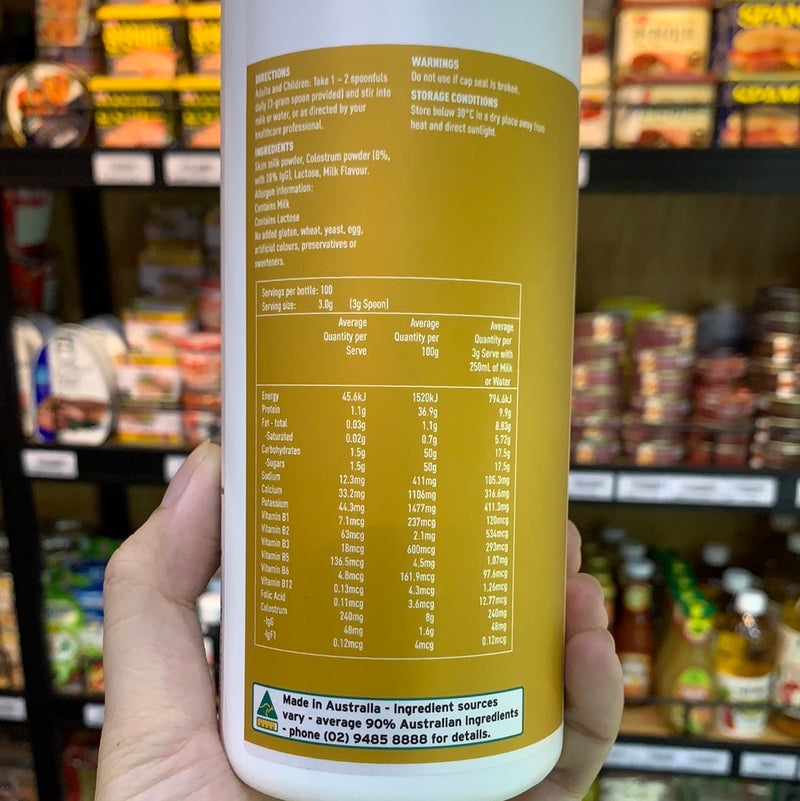 DIRECTIONS
Adults and Children: Take 1 - 2 spoonfuls
daily (3-gram spoon provided) and stir into
milk or water, or as directed by your
healthcare professional.
INGREDIENTS
Skim milk powder, Colostrum powder (8%,
with 20% IgG), Lactose, Milk Flavour.
Allergen information:
Contains Milk
Contains Lactose
No added gluten, wheat, yeast, egg,
artificial colours, preservatives or
sweeteners.
WARNINGS
Do not use if cap seal is broken.
STORAGE CONDITIONS
Store below 30°C in a dry place away from
heat and direct sunlight.
Servings per bottle: 100
Serving size: 3.0g (3g Spoon)
Average Average Average
Quantity per Quantity per Quantity per
Serve 100g 3g Serve with
250mL of Milk
or Water
Energy 45.6kJ 1520kJ 794.6kJ
Protein 1.1g 36.9g 9.9g
Fat - total 0.03g 1.1g 8.83g
-Saturated 0.02g 0.7g 5.72g
Carbohydrates 1.5g 50g 17.5g
-Sugars 1.5g 50g 17.5g
Sodium 12.3mg 411mg 105.3mg
Calcium 33.2mg 1106mg 316.6mg
Potassium 44.3mg 1477mg 411.3mg
Vitamin B1 7.1mcg 237mcg 120mcg
Vitamin B2 63mcg 2.1mg 534mcg
Vitamin B3 18mcg 600mcg 293mcg
Vitamin B5 136.5mcg 4.5mg 1.07mg
Vitamin B6 4.8mcg 161.9mcg 97.6mcg
Vitamin B12 0.13mcg 4.3mcg 1.26mcg
Folic Acid 0.11mcg 3.6mcg 12.77mcg
Colostrum 240mg 8g 240mg
-IgG 48mg 1.6g 48mg
-IgF1 0.12mcg 4mcg 0.12mcg
Made in Australia - Ingredient sources
vary - average 90% Australian ingredients
- phone (02) 9485 8888 for details.
SPAM
SPAM